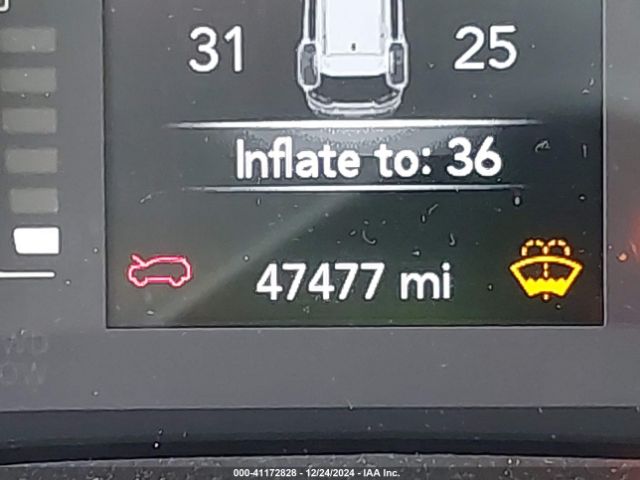 31 25
Inflate to: 36
47477 mi
000-41172828 - 12/24/2024 - IAA Inc.